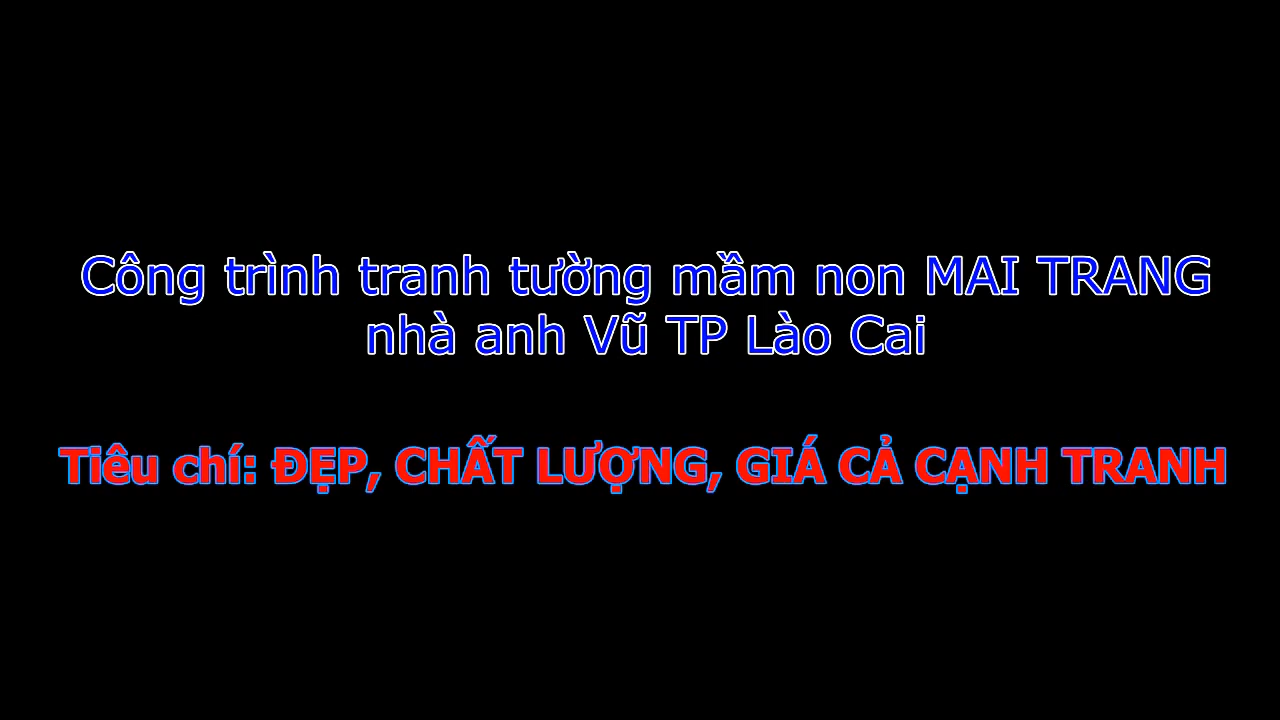 Công trình tranh tường mầm non MAI TRANG
nhà anh Vũ TP Lào Cai
Tiêu chí: ĐẸP, CHẤT LƯỢNG, GIÁ CẢ CẠNH TRANH